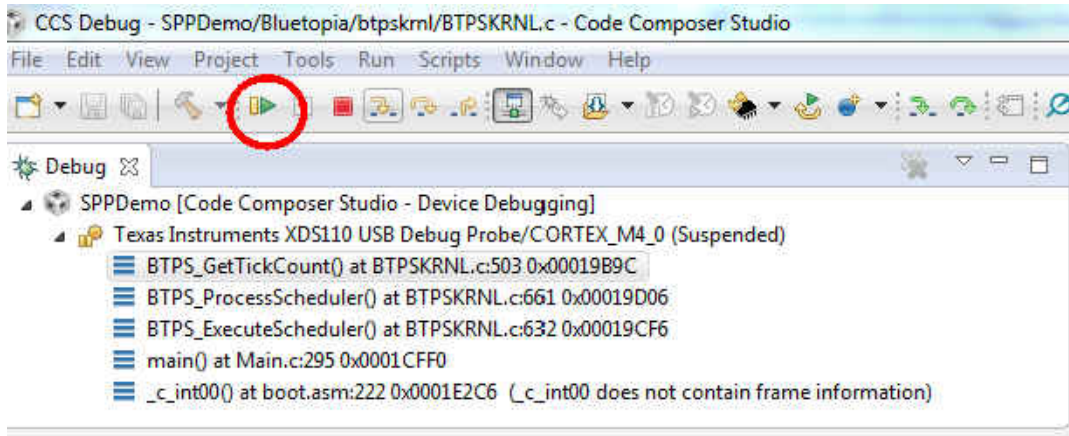 CCS Debug - SPPDemo/Bluetopia/btpskrnl/BTPSKRNL.c - Code Composer Studio
File Edit View Project Tools Run Scripts Window Help
Debug
SPPDemo [Code Composer Studio - Device Debugging]
Texas Instruments XDS110 USB Debug Probe/CORTEX_M4_0 (Suspended)
BTPS_GetTickCount() at BTPSKRNL.c:503 0x00019B9C
BTPS_ProcessScheduler() at BTPSKRNL.c:661 0x00019D06
BTPS_ExecuteScheduler() at BTPSKRNL.c:632 0x00019CF6
main() at Main.c:295 0x0001CFF0
_c_int00() at boot.asm:222 0x0001E2C6 (_c_int00 does not contain frame information)